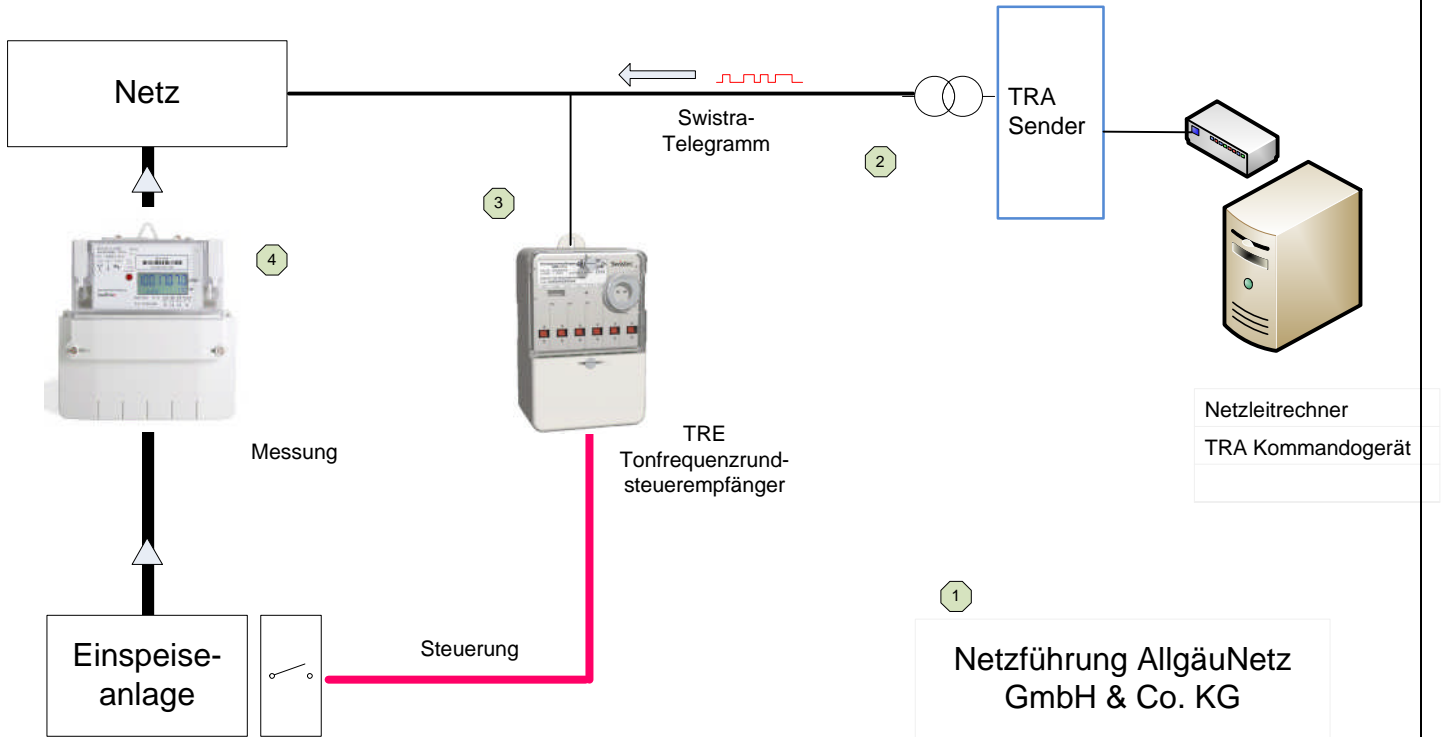 Netz
Swistra-
Telegramm
TRA
Sender
2
3
4
Swistec
Netzleitrechner
TRA Kommandogerät
Messung
TRE
Tonfrequenzrund-
steuerempfänger
1
Einspeise-
anlage
Steuerung
Netzführung AllgäuNetz
GmbH & Co. KG